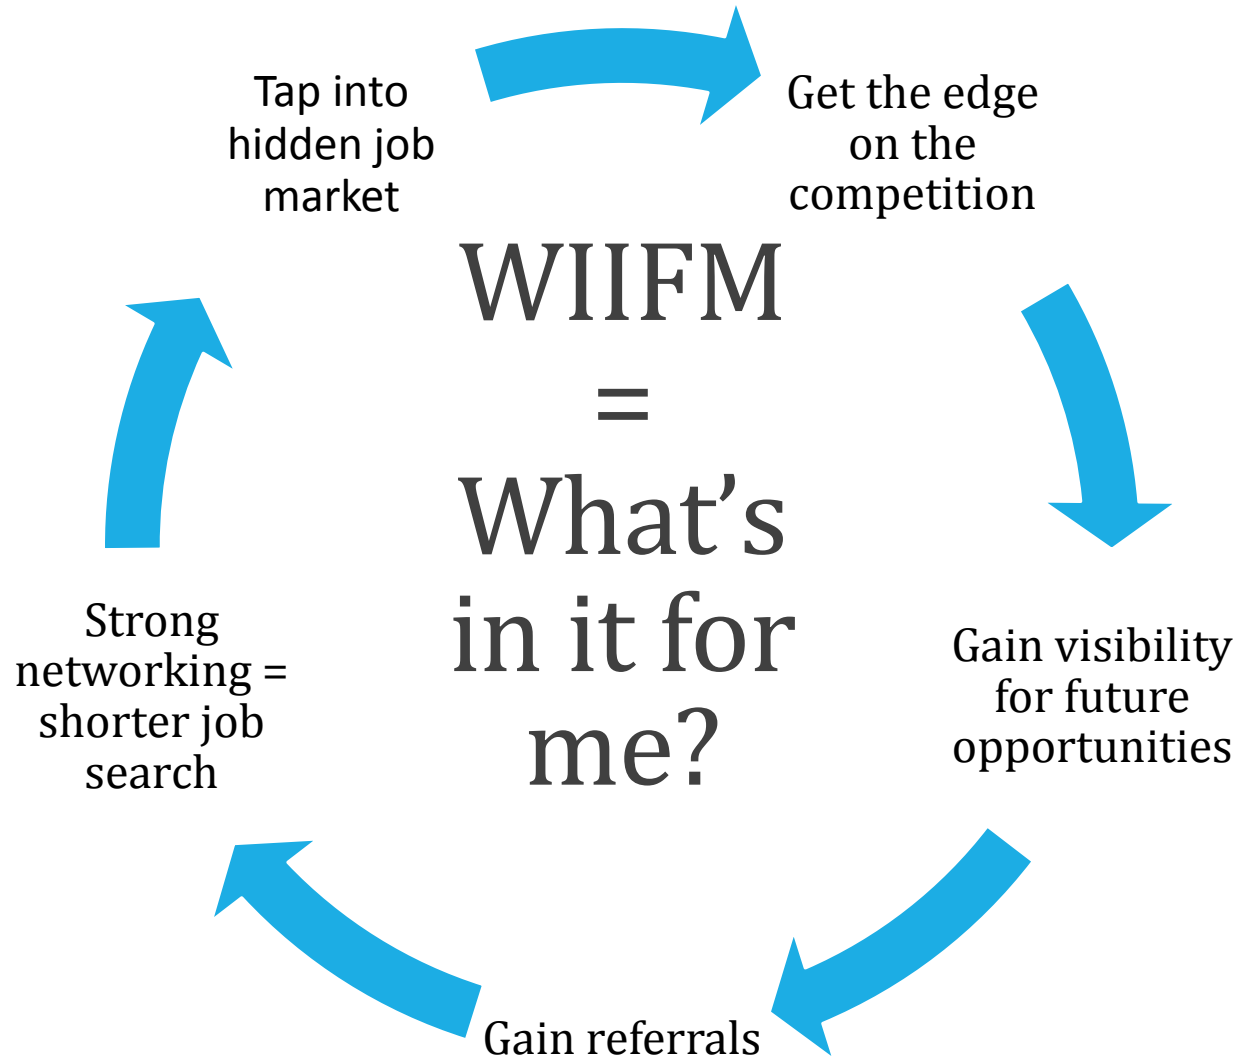 Tap into
hidden job
market
Get the edge
on the
competition
WIIFM
=
What’s
in it for
me?
Gain visibility
for future
opportunities
Gain referrals
Strong
networking =
shorter job
search